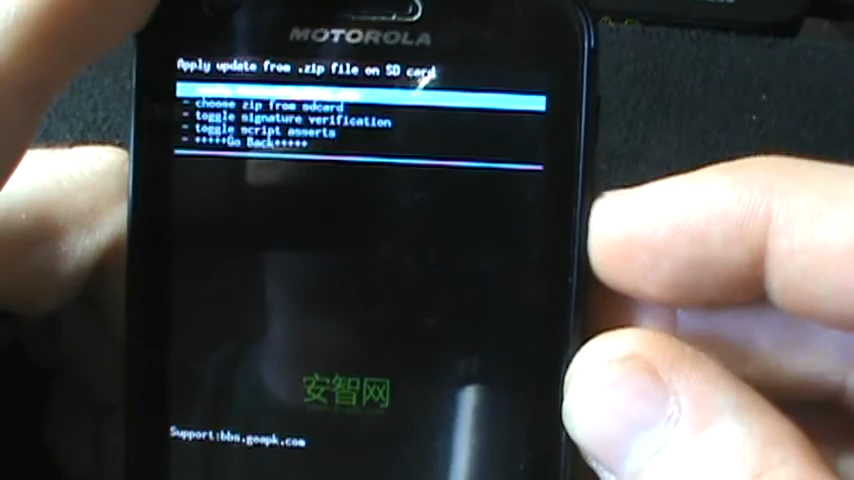 MOTOROLA
Apply update from .zip file on SD card
- choose zip from sdcard
- toggle signature verification
- toggle script asserts
- +++++Go Back+++++
安智网
Support:bbs.goapk.com